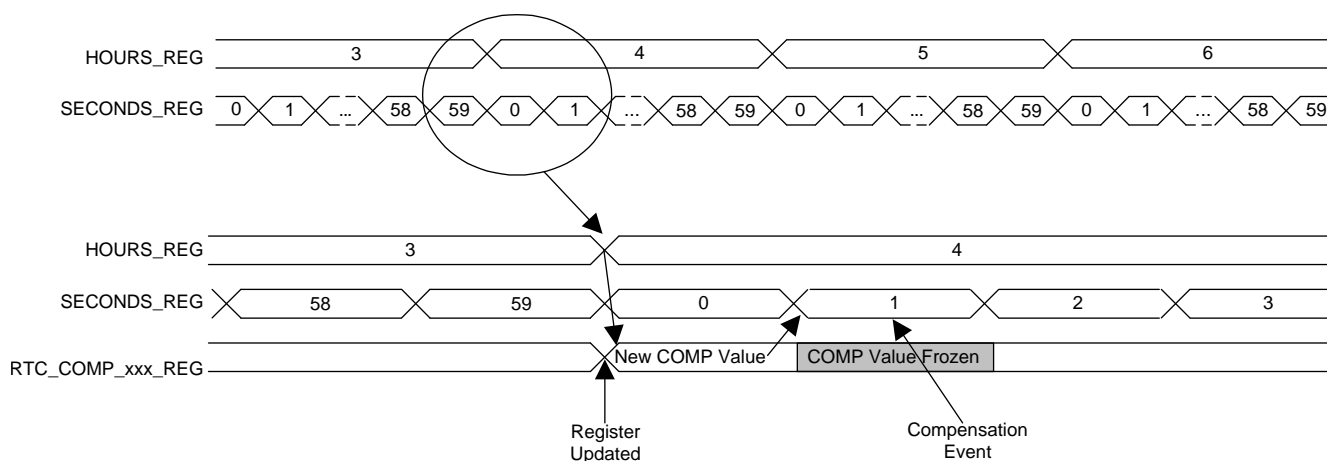 HOURS_REG 3 4 5 6
SECONDS_REG 0 1 ... 58 59 0 1 ... 58 59 0 1 ... 58 59 0 1 ... 58 59
HOURS_REG 3 4
SECONDS_REG 58 59 0 1 2 3
RTC_COMP_xxx_REG New COMP Value COMP Value Frozen
Register
Updated
Compensation
Event